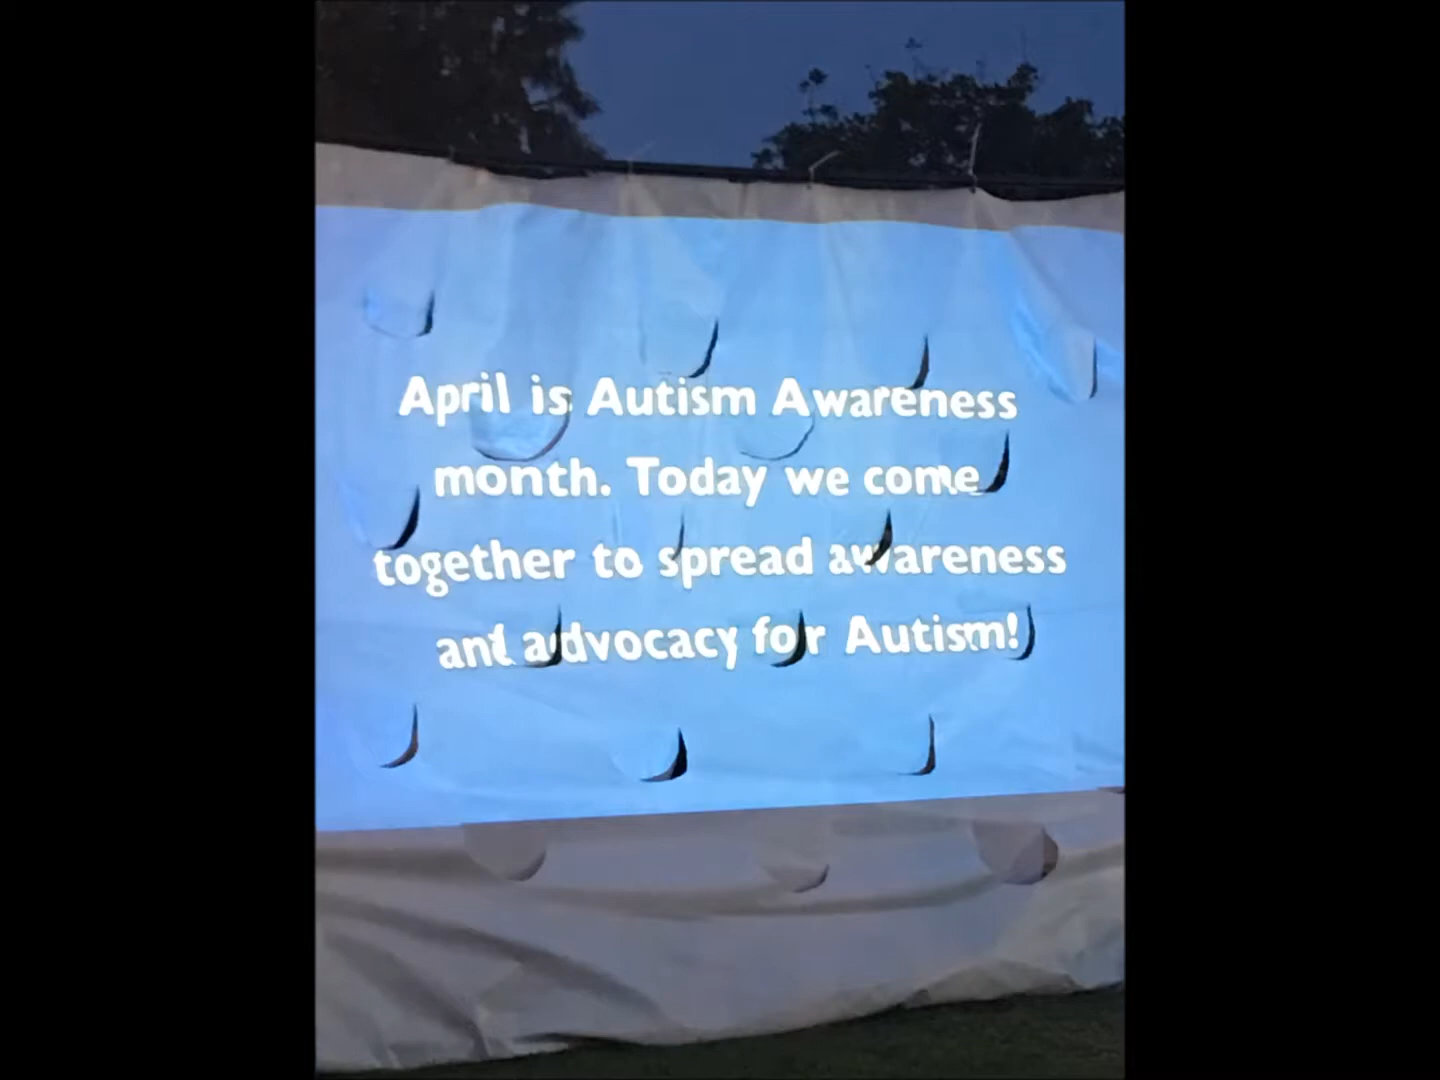 April is Autism Awareness
month. Today we come
together to spread awareness
and advocacy for Autism!